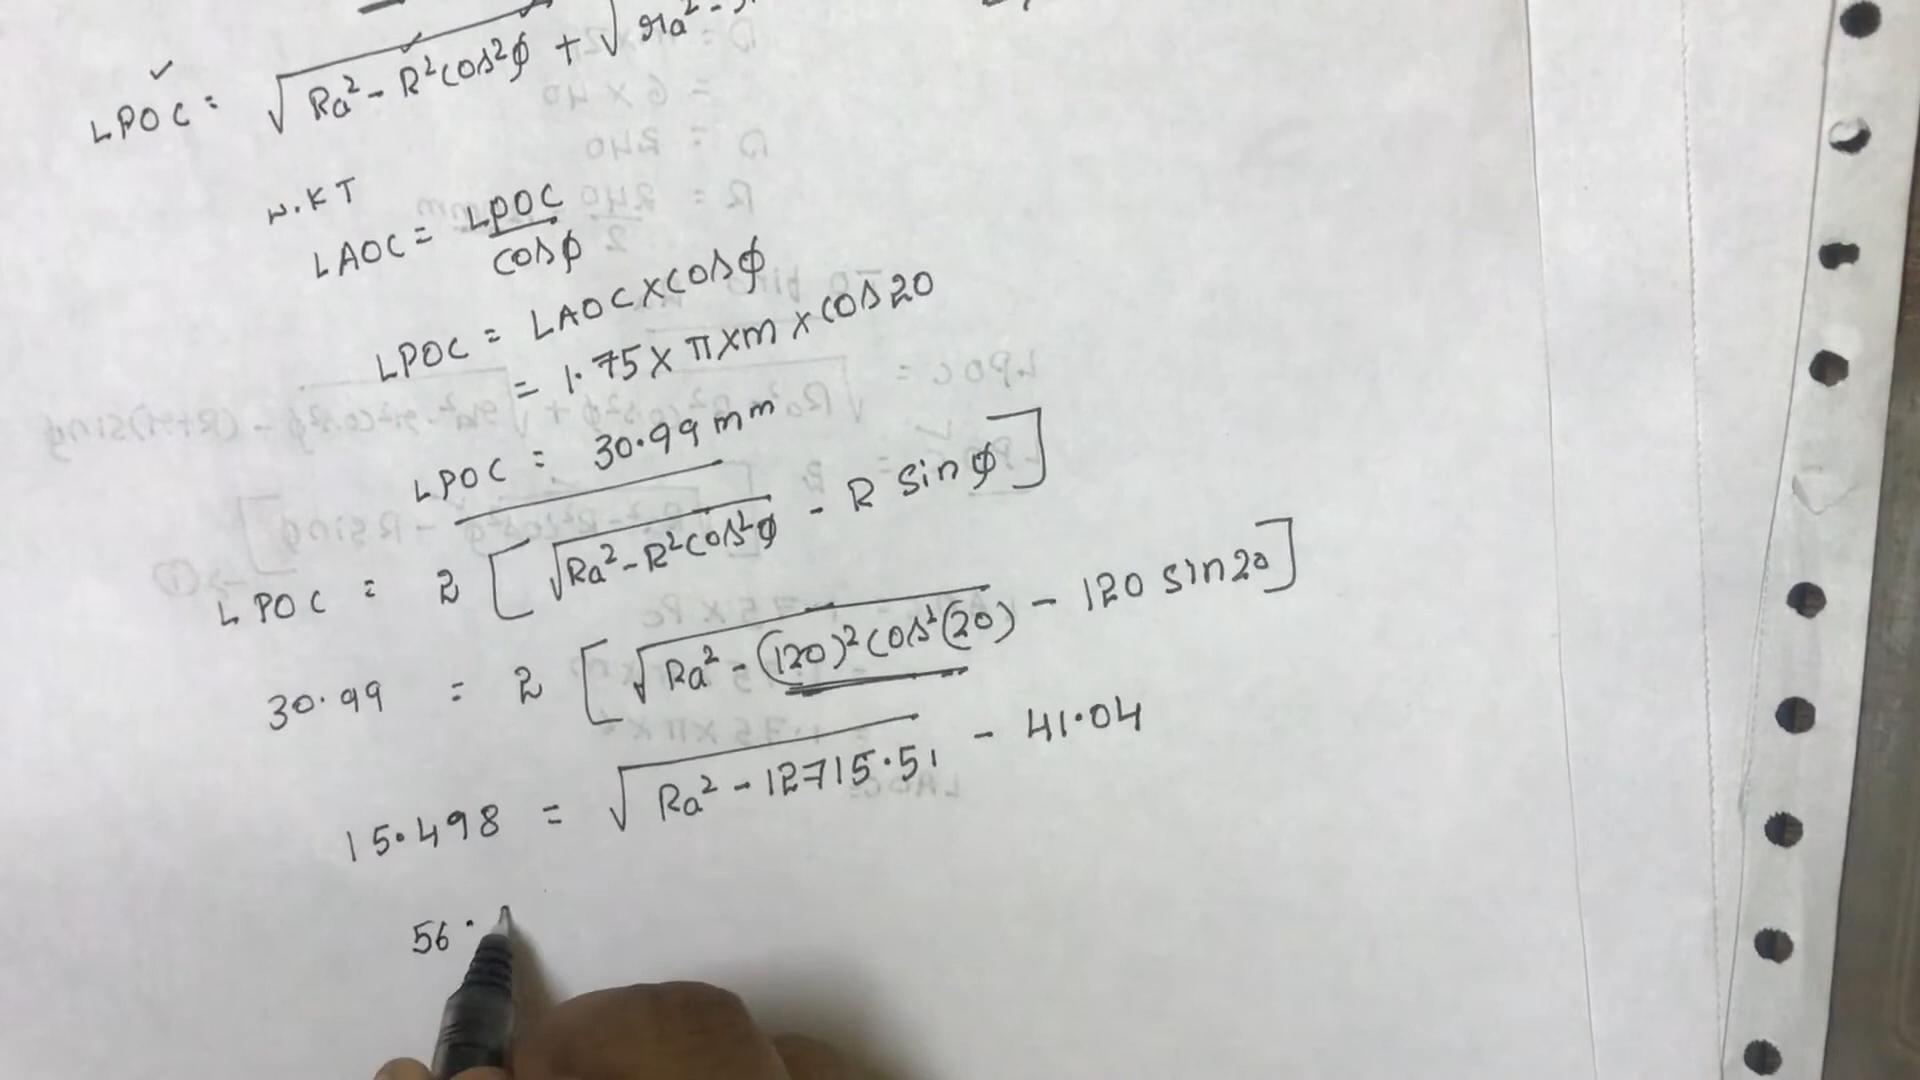 LPOC = √Ra² - R²cos²φ + √ra² -
W.KT
LAOC = LPOC / cosφ
LPOC = LAOC x cosφ
= 1.75 x π x m x cos 20
LPOC = 30.99 mm
LPOC = 2 [ √Ra² - R²cos²φ - R sin φ ]
30.99 = 2 [ √Ra² - (120)² cos²(20) - 120 sin 20 ]
15.498 = √Ra² - 12715.51 - 41.04
56.